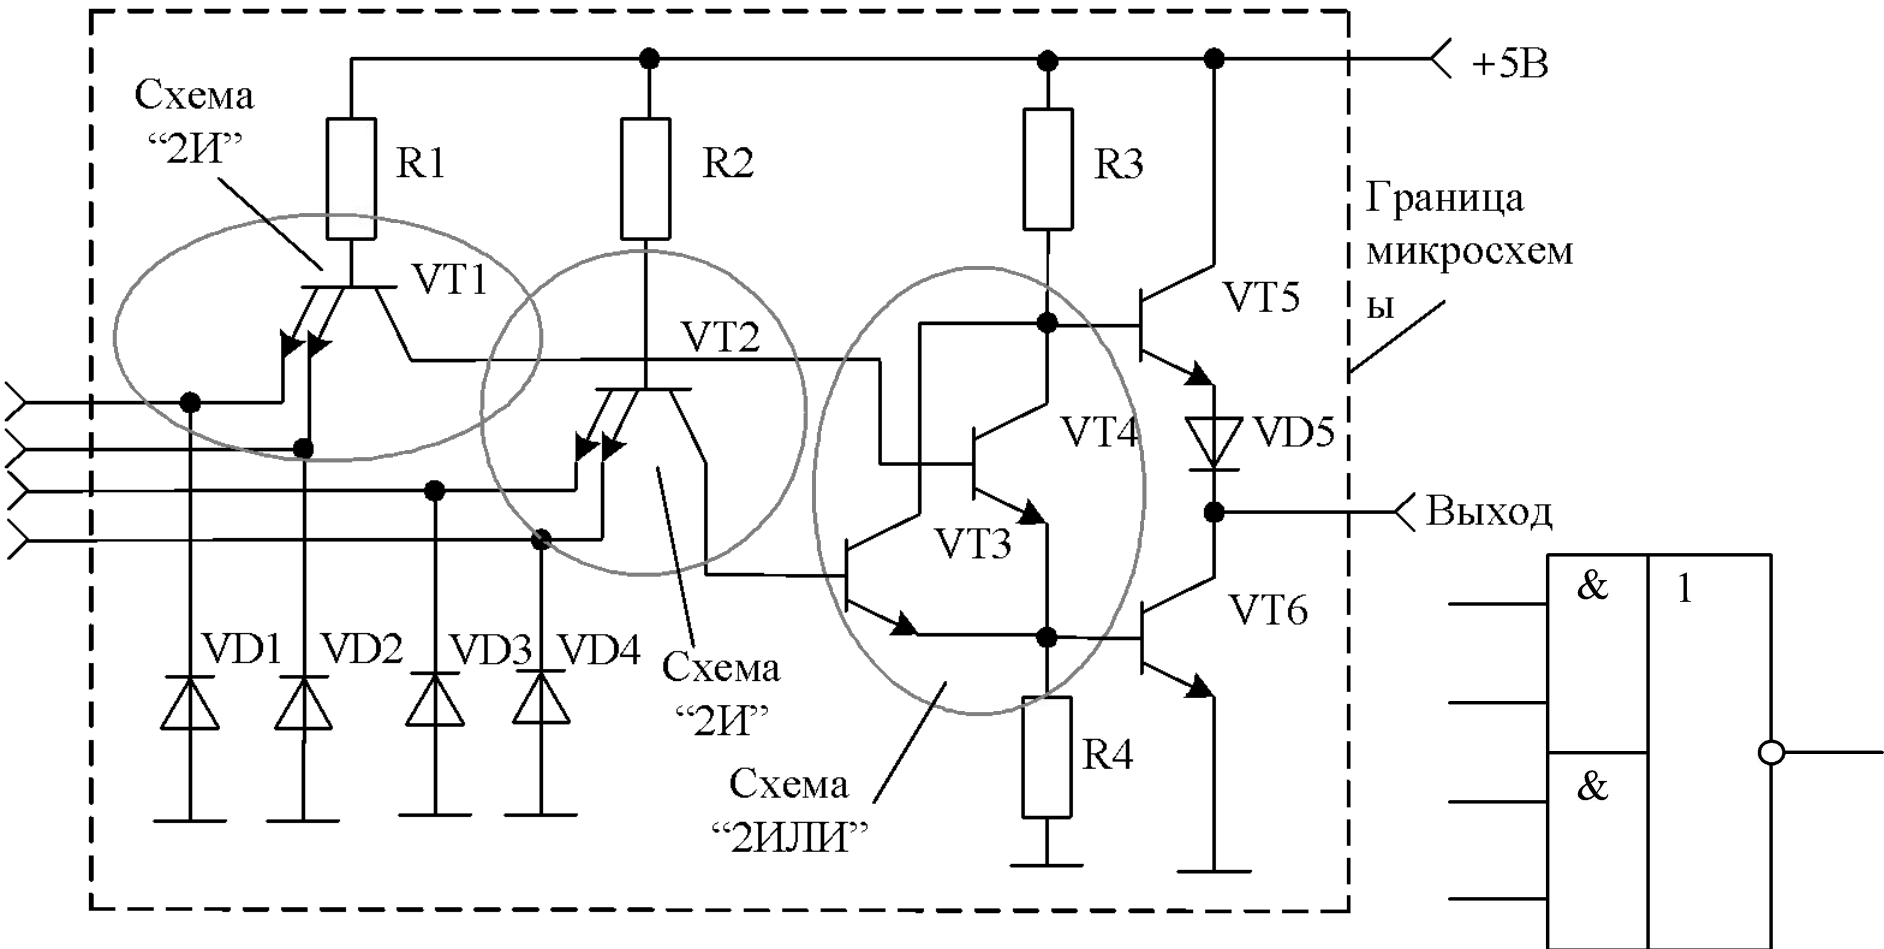 +5В
Схема
“2И”
R1
R2
R3
Граница
микросхем
ы
VT1
VT5
VT2
VT4
VD5
Выход
VT3
&
1
VT6
VD1
VD2
VD3
VD4
Схема
“2И”
R4
Схема
“2ИЛИ”
&